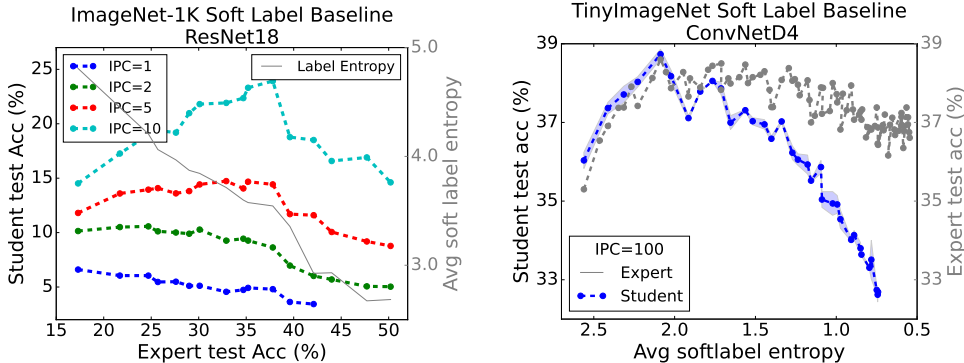 ImageNet-1K Soft Label Baseline
ResNet18
Student test Acc (%)
25
20
15
10
5
IPC=1
IPC=2
IPC=5
IPC=10
Label Entropy
5.0
4.0
3.0
Avg soft label entropy
15 20 25 30 35 40 45 50
Expert test Acc (%)
TinyImageNet Soft Label Baseline
ConvNetD4
Student test acc (%)
39
37
35
33
IPC=100
Expert
Student
39
37
35
33
Expert test acc (%)
2.5 2.0 1.5 1.0 0.5
Avg softlabel entropy